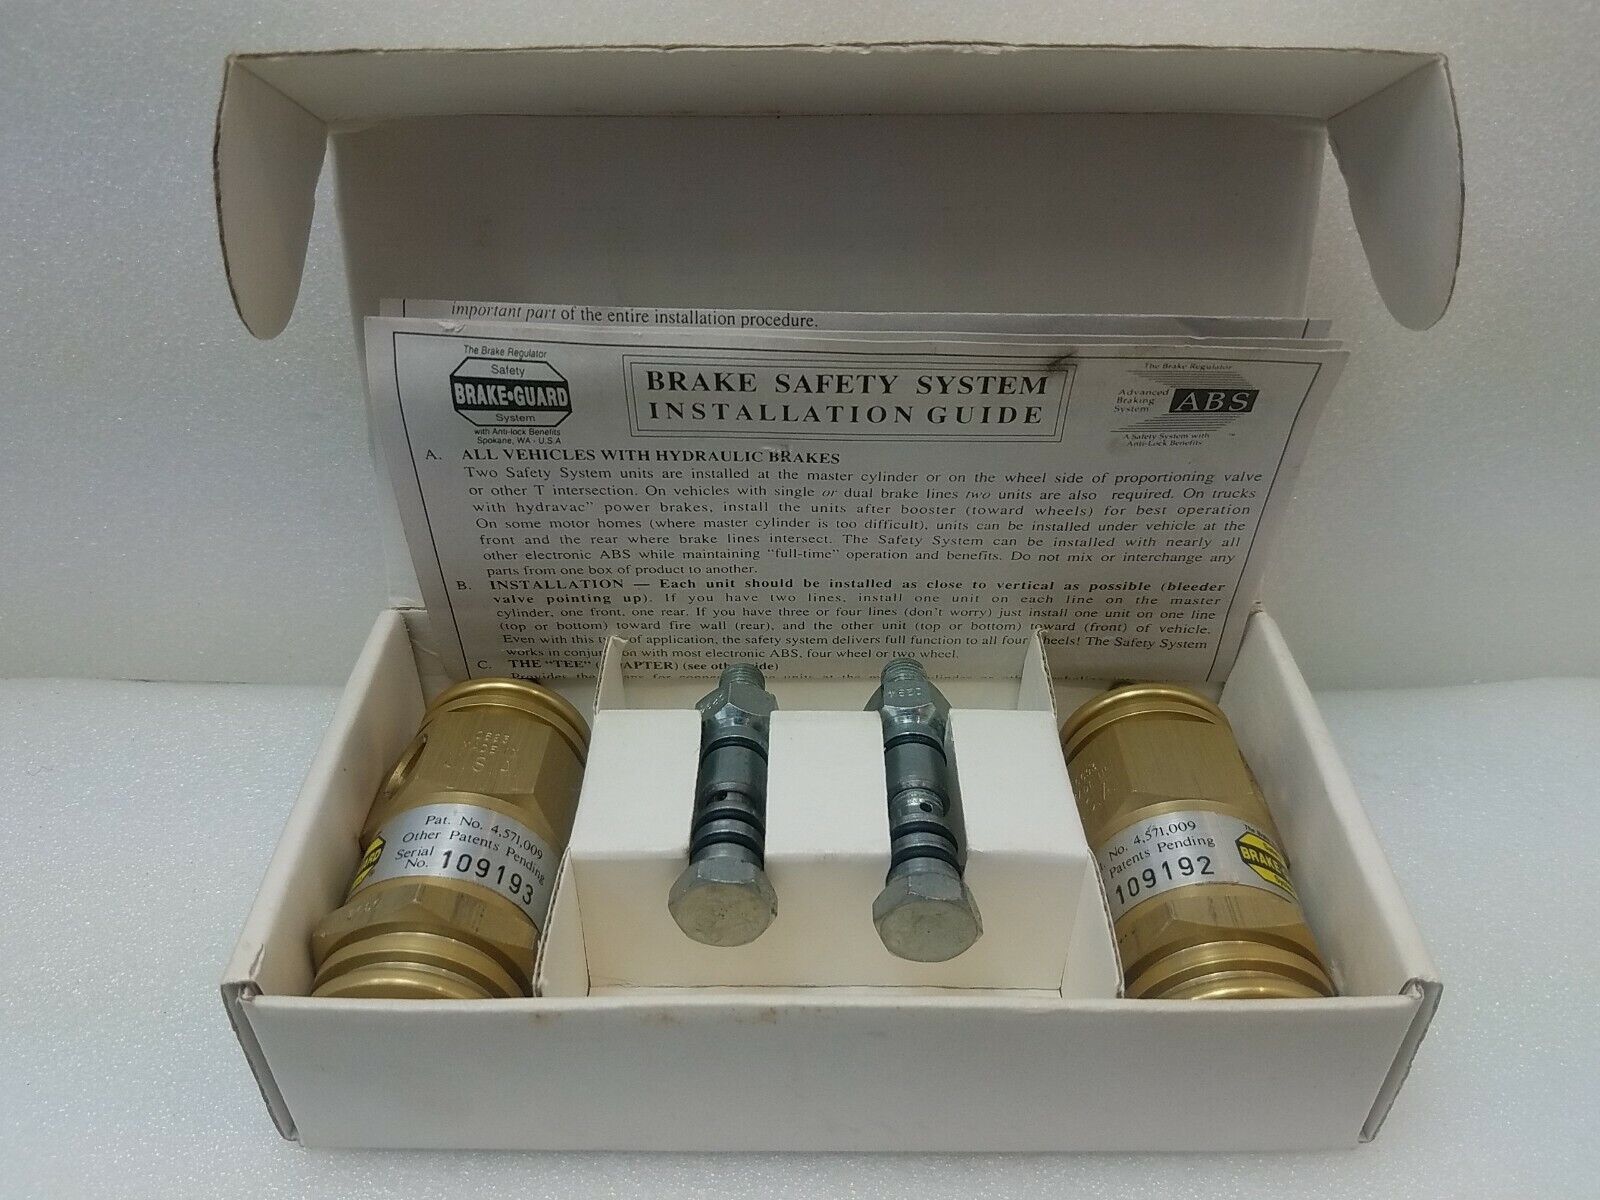 important part of the entire installation procedure.
The Brake Regulator
Safety
BRAKE•GUARD
System
with Anti-lock Benefits
Spokane, WA - U.S.A
BRAKE SAFETY SYSTEM
INSTALLATION GUIDE
The Brake Regulator
Advanced
Braking
System
ABS
A Safety System with
Anti-Lock Benefits
™
A. ALL VEHICLES WITH HYDRAULIC BRAKES
Two Safety System units are installed at the master cylinder or on the wheel side of proportioning valve
or other T intersection. On vehicles with single or dual brake lines two units are also required. On trucks
with hydravac" power brakes, install the units after booster (toward wheels) for best operation
On some motor homes (where master cylinder is too difficult), units can be installed under vehicle at the
front and the rear where brake lines intersect. The Safety System can be installed with nearly all
other electronic ABS while maintaining "full-time" operation and benefits. Do not mix or interchange any
parts from one box of product to another.
B. INSTALLATION — Each unit should be installed as close to vertical as possible (bleeder
valve pointing up). If you have two lines, install one unit on each line on the master
cylinder, one front, one rear. If you have three or four lines (don't worry) just install one unit on one line
(top or bottom) toward fire wall (rear), and the other unit (top or bottom) toward (front) of vehicle.
Even with this type of application, the safety system delivers full function to all four wheels! The Safety System
works in conjunction with most electronic ABS, four wheel or two wheel.
C. THE "TEE" (ADAPTER) (see other side)
MADE IN
U S A
Pat. No. 4,571,009
Other Patents Pending
Serial
No. 109193
GUARD
4,571,009
Patents Pending
109192
BRAKE-G